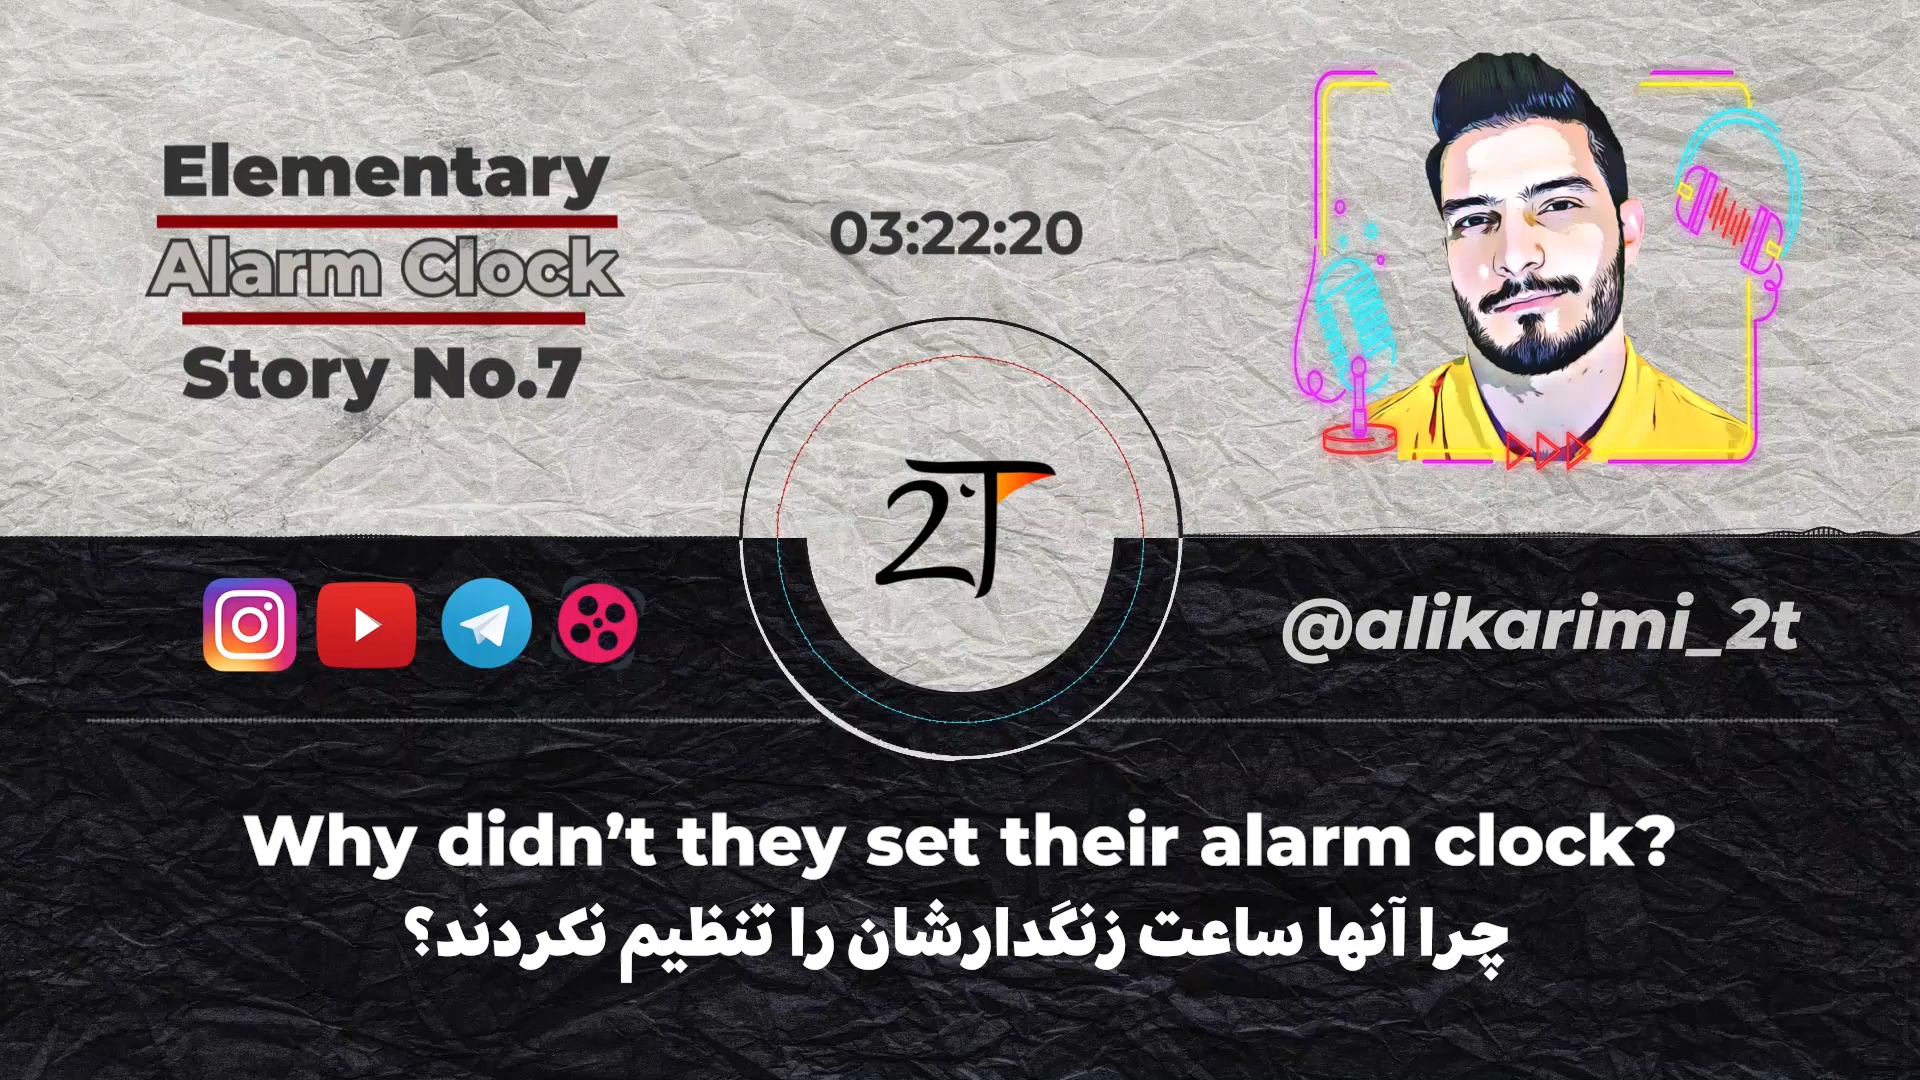 Elementary
Alarm Clock
Story No.7
03:22:20
2T
@alikarimi_2t
Why didn’t they set their alarm clock?
چرا آنها ساعت زنگدارشان را تنظیم نکردند؟